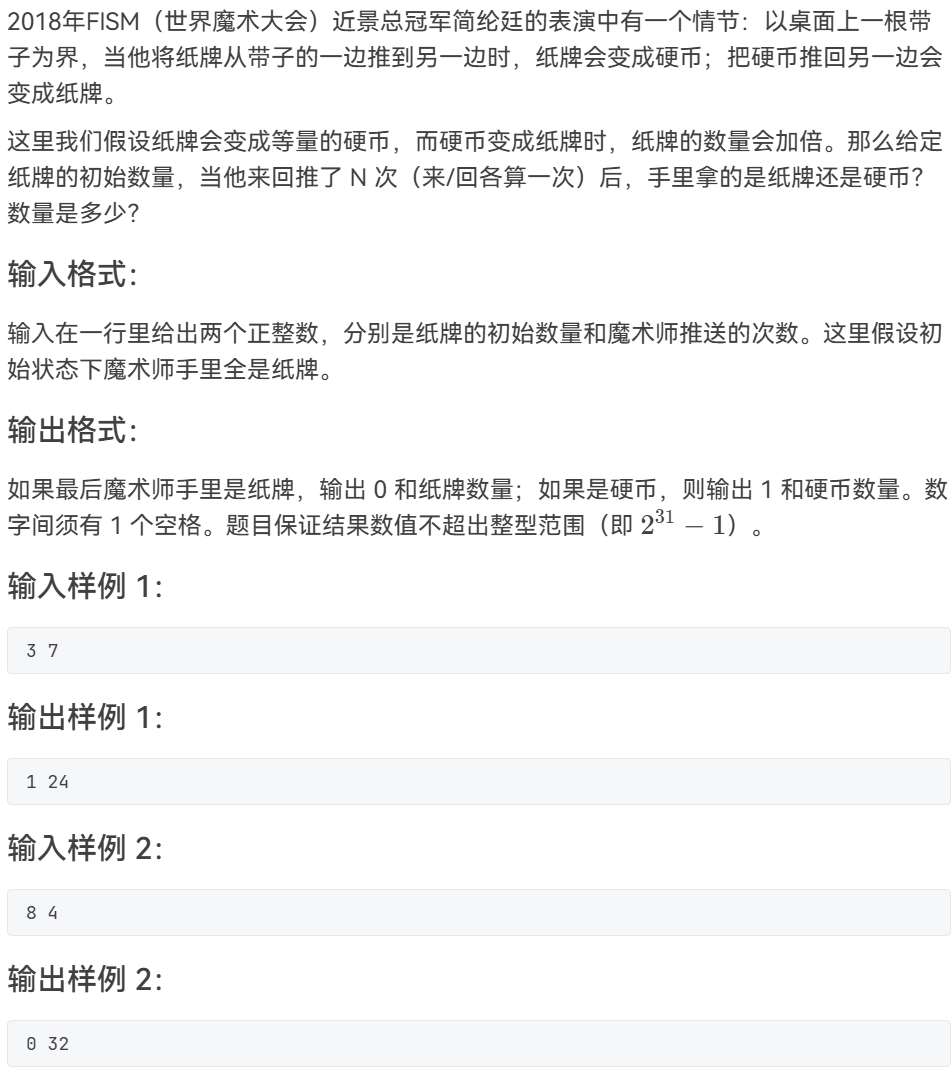 2018年FISM（世界魔术大会）近景总冠军简纶廷的表演中有一个情节：以桌面上一根带
子为界，当他将纸牌从带子的一边推到另一边时，纸牌会变成硬币；把硬币推回另一边会
变成纸牌。
这里我们假设纸牌会变成等量的硬币，而硬币变成纸牌时，纸牌的数量会加倍。那么给定
纸牌的初始数量，当他来回推了 N 次（来/回各算一次）后，手里拿的是纸牌还是硬币？
数量是多少？
输入格式：
输入在一行里给出两个正整数，分别是纸牌的初始数量和魔术师推送的次数。这里假设初
始状态下魔术师手里全是纸牌。
输出格式：
如果最后魔术师手里是纸牌，输出 0 和纸牌数量；如果是硬币，则输出 1 和硬币数量。数
字间须有 1 个空格。题目保证结果数值不超出整型范围（即 2^31 − 1）。
输入样例 1：
3 7
输出样例 1：
1 24
输入样例 2：
8 4
输出样例 2：
0 32